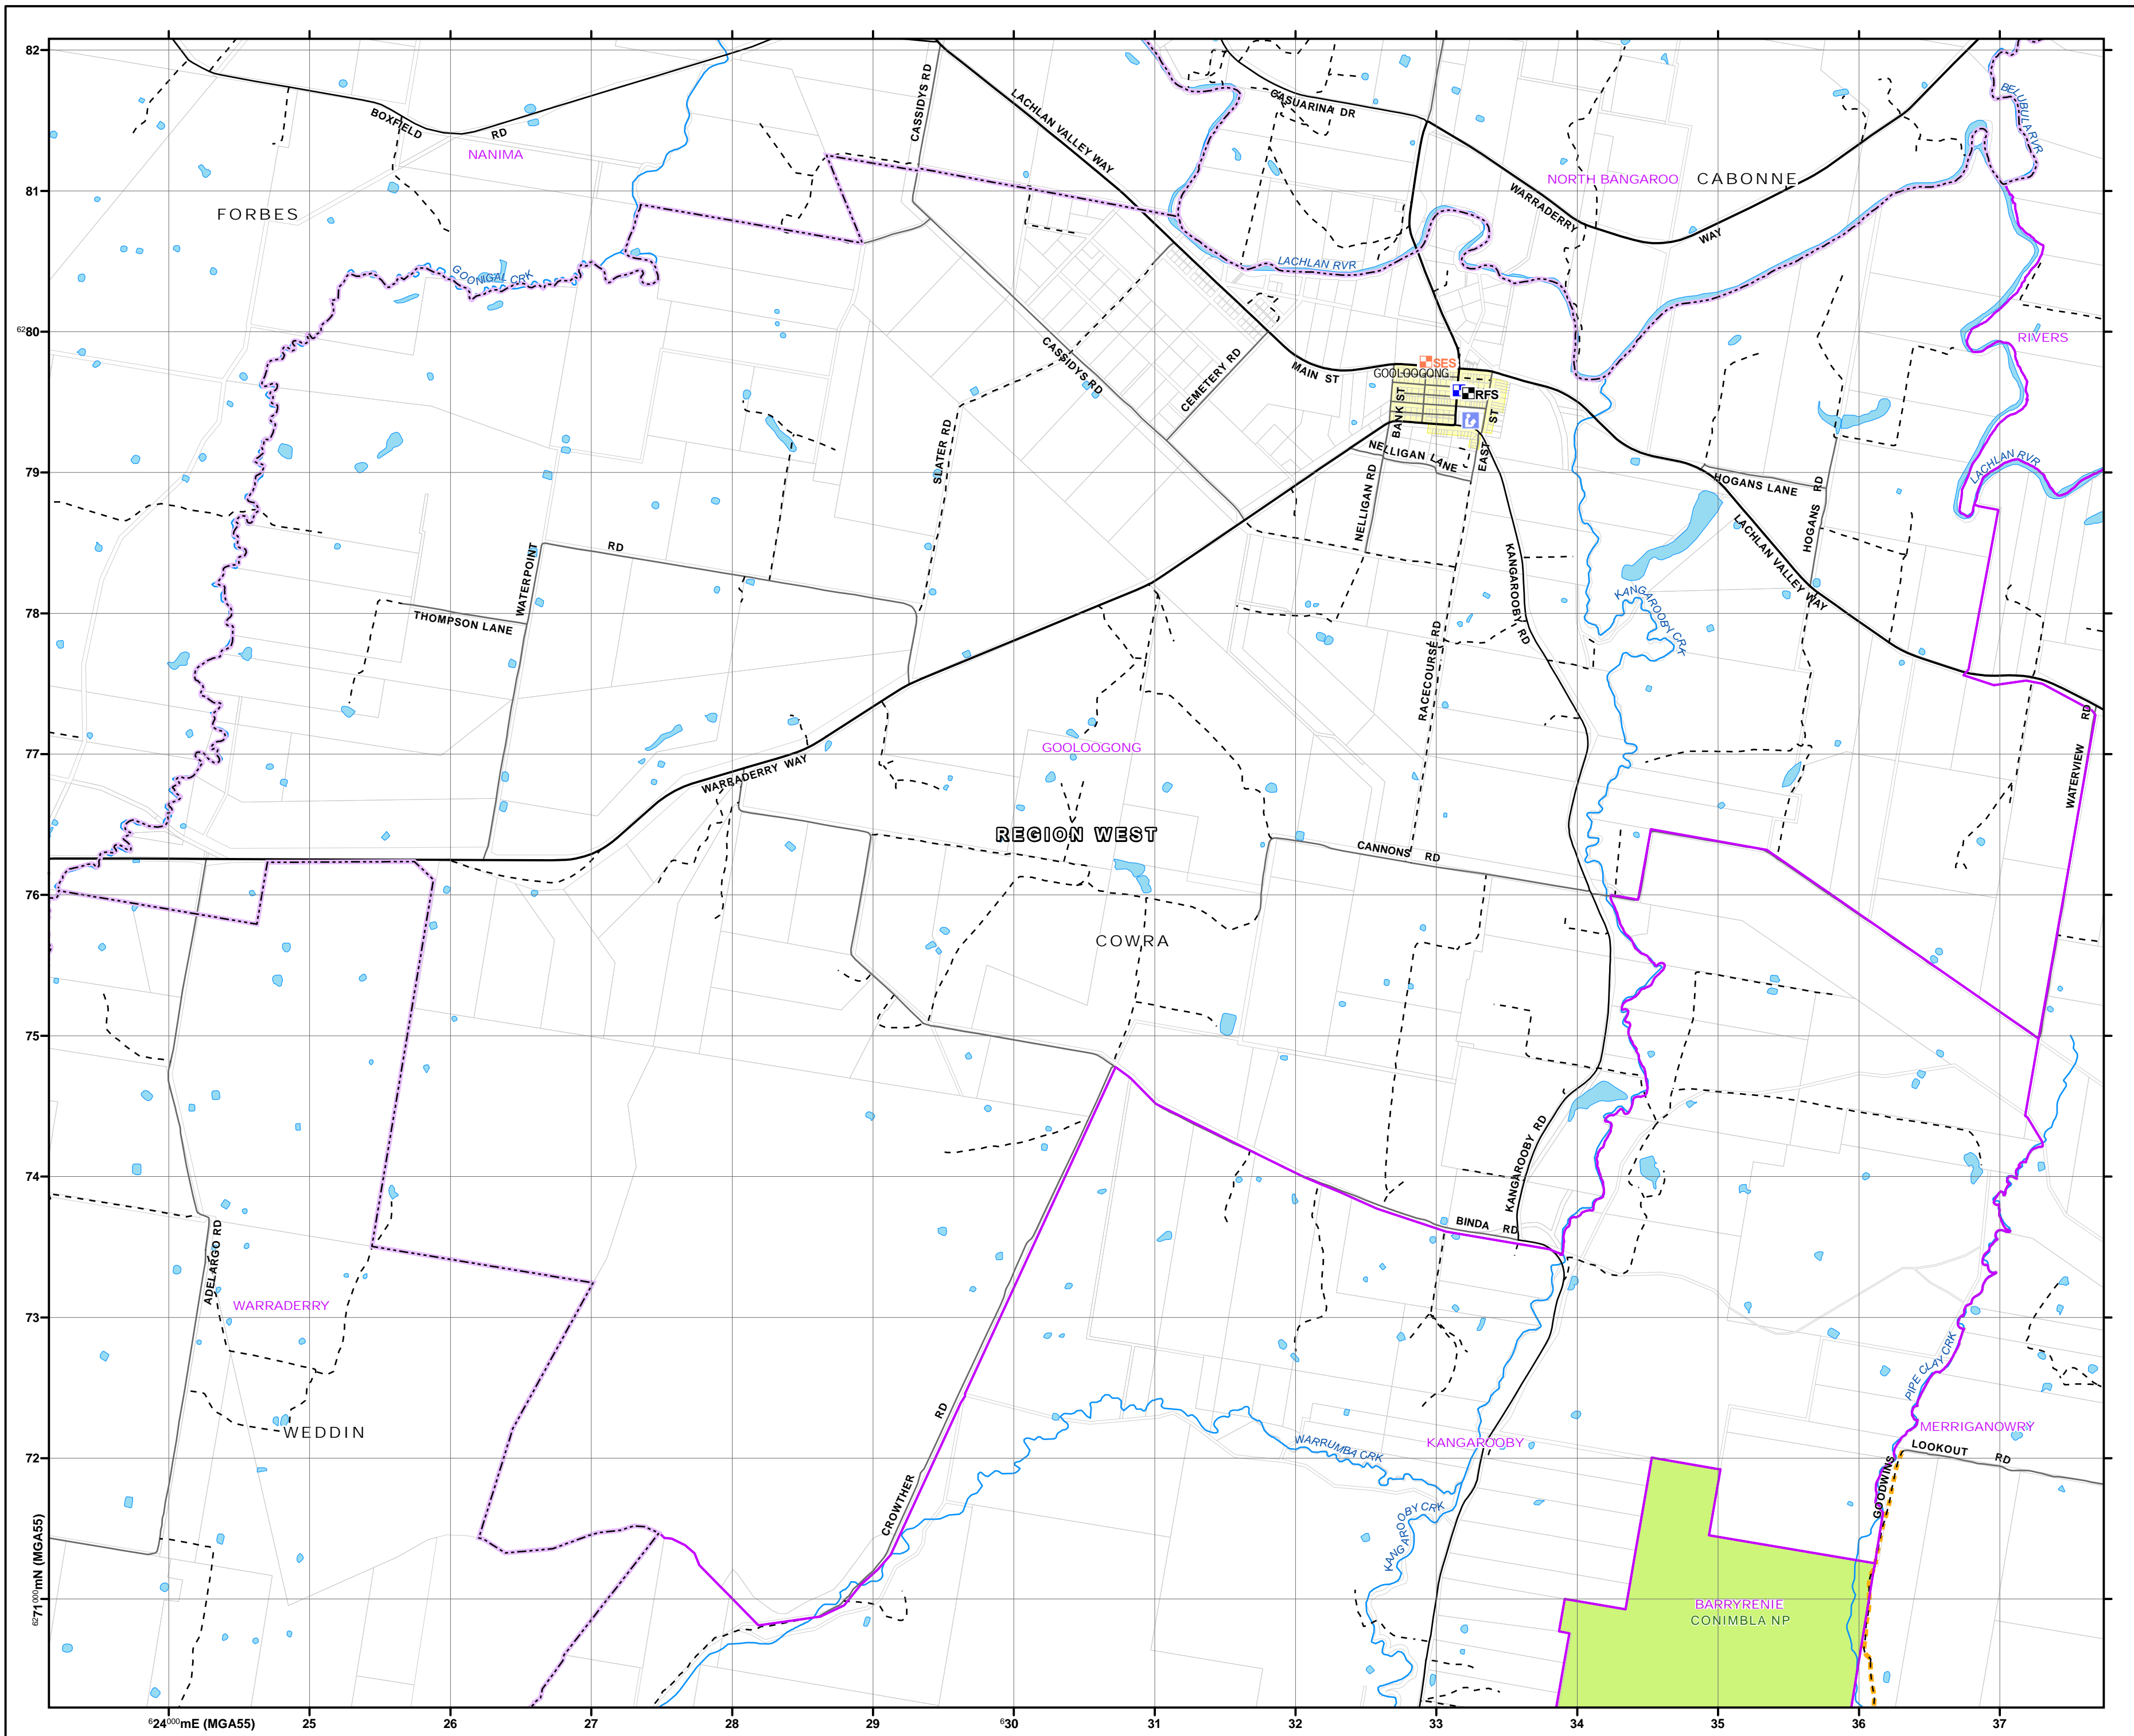 82
81
6280
79
78
77
76
75
74
73
72
6271000mN (MGA55)
BOXFIELD
RD
NANIMA
FORBES
GOONIGAL CRK
CASSIDYS RD
LACHLAN VALLEY WAY
CASUARINA DR
NORTH BANGAROO
CABONNE
WARRADERRY
WAY
BELUBULA RVR
LACHLAN RVR
RIVERS
CASSIDYS RD
CEMETERY RD
MAIN ST
SES
GOOLOOGONG
RFS
BANK ST
EAST ST
NELLIGAN LANE
NELLIGAN RD
SLATER RD
HOGANS LANE
HOGANS RD
LACHLAN RVR
LACHLAN VALLEY WAY
WATERPOINT
RD
THOMPSON LANE
KANGAROOBY RD
KANGAROOBY CRK
RACECOURSE RD
GOOLOOGONG
WARRADERRY WAY
WATERVIEW
RD
REGION WEST
CANNONS RD
COWRA
KANGAROOBY RD
BINDA RD
ADELARGO RD
WARRADERRY
WEDDIN
CROWTHER
RD
WARRUMBA CRK
KANGAROOBY
KANGAROOBY CRK
PIPE CLAY CRK
MERRIGANOWRY
LOOKOUT RD
GOODWINS
BARRYRENIE
CONIMBLA NP
624000mE (MGA55)
25
26
27
28
29
630
31
32
33
34
35
36
37